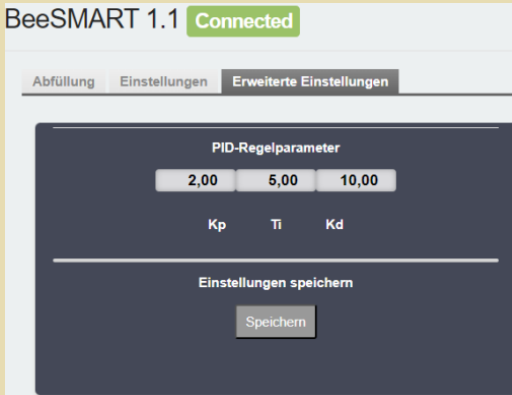 BeeSMART 1.1 Connected
Abfüllung Einstellungen Erweiterte Einstellungen
PID-Regelparameter
2,00 5,00 10,00
Kp Ti Kd
Einstellungen speichern
Speichern